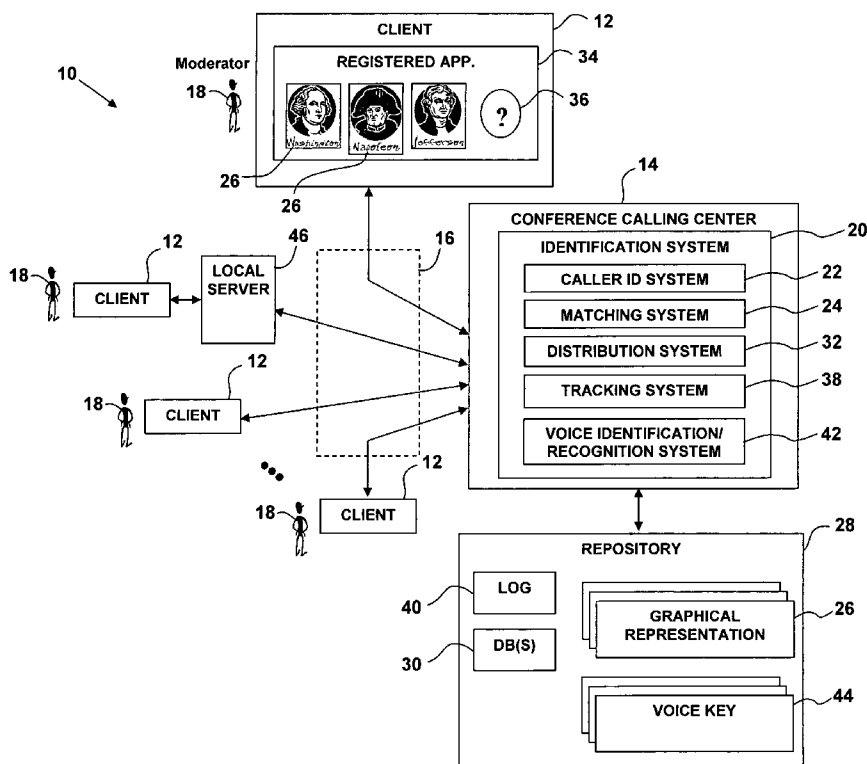 CLIENT
12
REGISTERED APP.
34
Moderator
10
18
36
?
Washington
Napoleon
Jefferson
26
26
14
CONFERENCE CALLING CENTER
20
IDENTIFICATION SYSTEM
CALLER ID SYSTEM
22
MATCHING SYSTEM
24
DISTRIBUTION SYSTEM
32
TRACKING SYSTEM
38
VOICE IDENTIFICATION/
RECOGNITION SYSTEM
42
16
46
12
18
CLIENT
LOCAL
SERVER
12
18
CLIENT
12
18
CLIENT
28
REPOSITORY
40
LOG
GRAPHICAL
REPRESENTATION
26
30
DB(S)
VOICE KEY
44